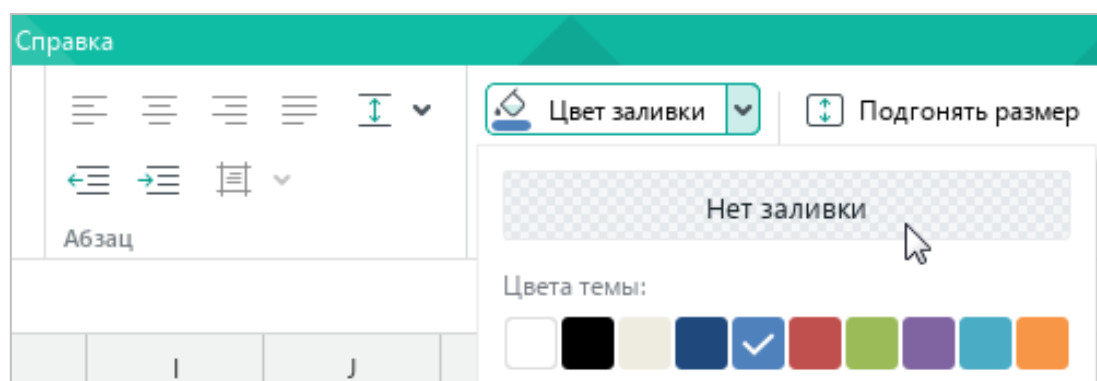 Справка
Цвет заливки
Подгонять размер
Нет заливки
Абзац
Цвета темы:
I
J